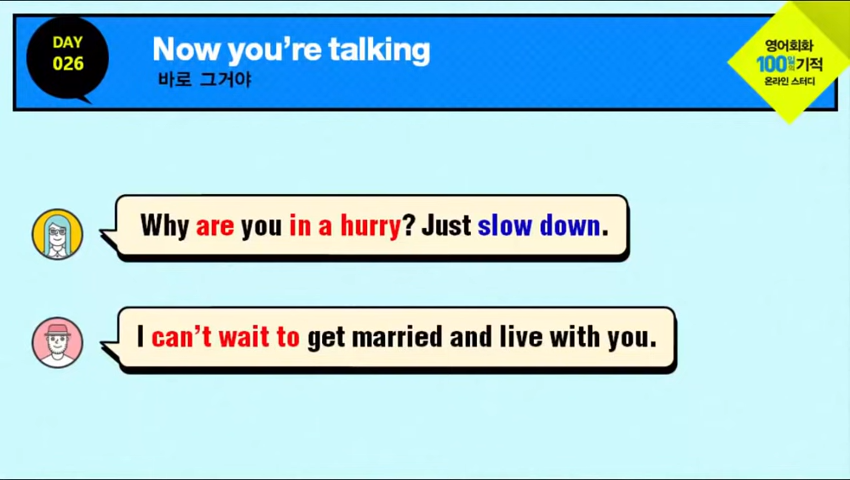 DAY
026
Now you're talking
바로 그거야
영어회화
100일의 기적
온라인 스터디
Why are you in a hurry? Just slow down.
I can't wait to get married and live with you.